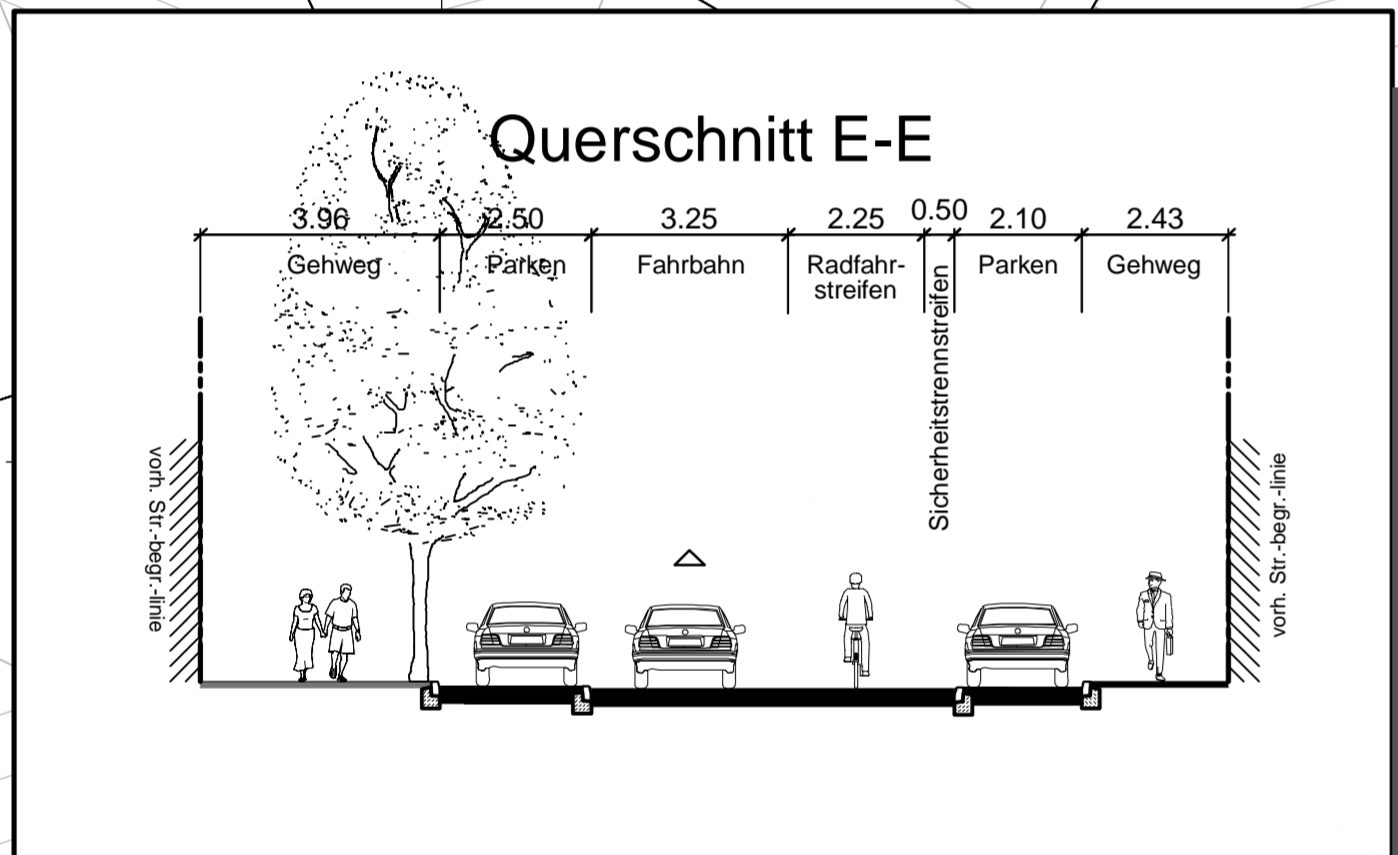 Querschnitt E-E
3.96 2.50 3.25 2.25 0.50 2.10 2.43
Gehweg Parken Fahrbahn Radfahr- Parken Gehweg
streifen
Sicherheitstrennstreifen
vorh. Str.-begr.-linie
vorh. Str.-begr.-linie